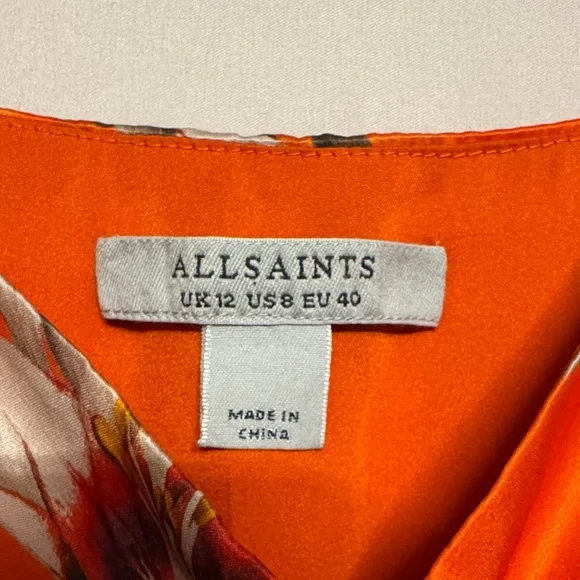 ALLSAINTS
UK 12 US 8 EU 40
MADE IN
CHINA